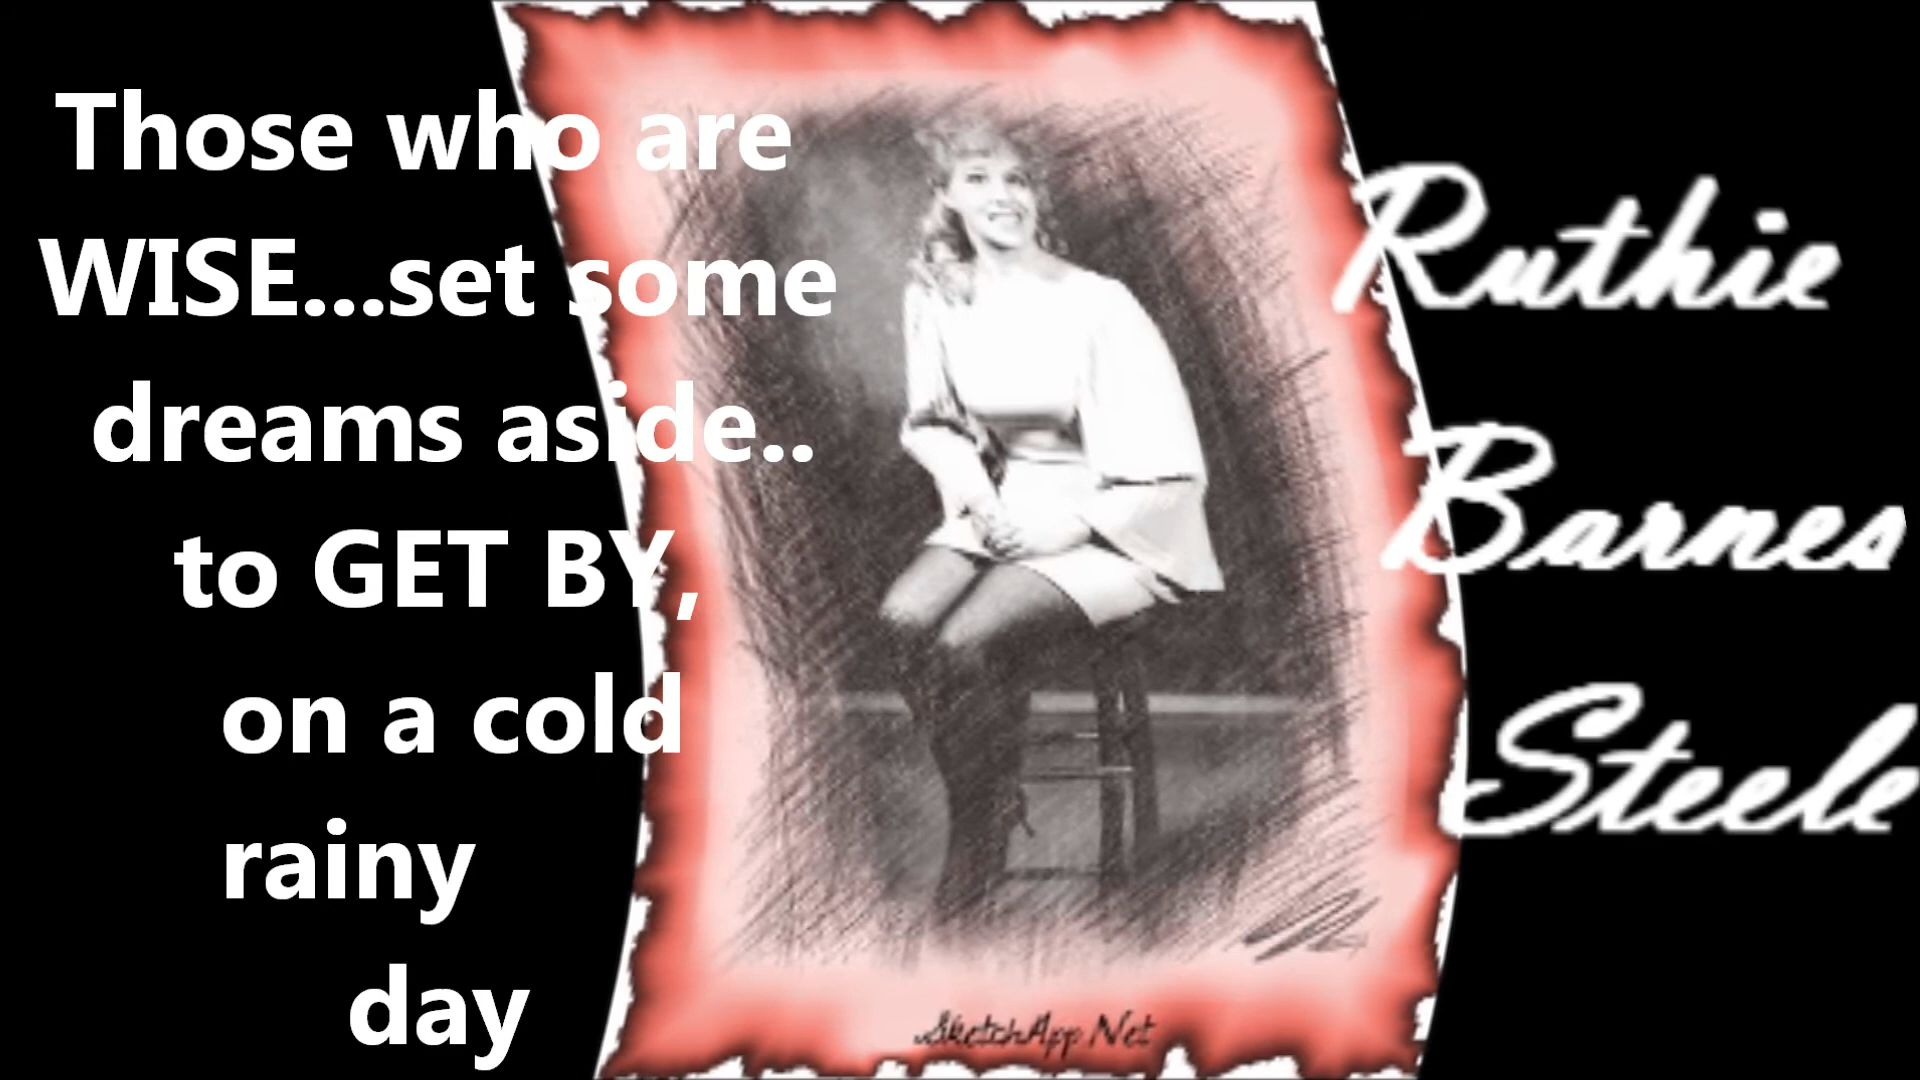 Those who are
WISE...set some
dreams aside..
to GET BY,
on a cold
rainy
day
Ruthie
Barnes
Steele
SketchApp Net